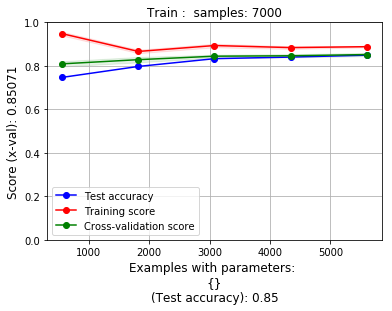 Train :  samples: 7000
Score (x-val): 0.85071
1.0
0.8
0.6
0.4
0.2
0.0
Test accuracy
Training score
Cross-validation score
1000 2000 3000 4000 5000
Examples with parameters:
{}
(Test accuracy): 0.85